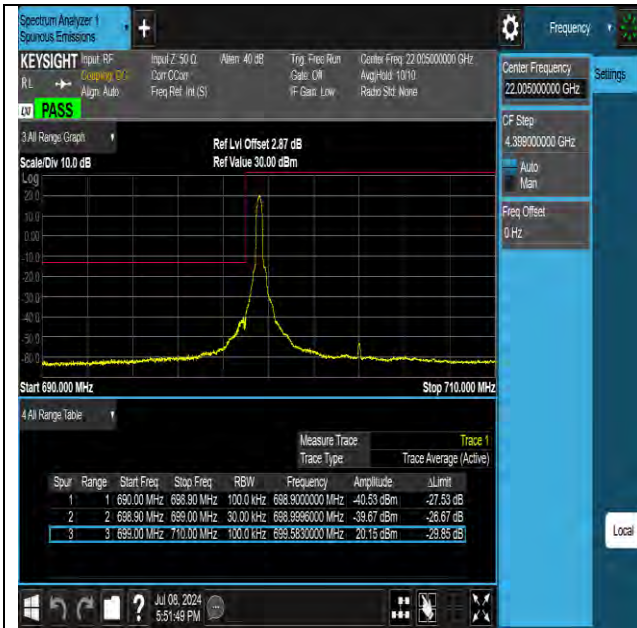 Spectrum Analyzer 1
Spurious Emissions
Frequency
KEYSIGHT Input: RF Input Z: 50 Ω Atten: 40 dB Trig: Free Run Center Freq: 22.005000000 GHz
RL Coupling: DC Corr CCorr Gate: Off Avg|Hold: 10/10
Align: Auto Freq Ref: Int (S) IF Gain: Low Radio Std: None
PASS
Center Frequency
22.005000000 GHz
Settings
CF Step
4.399000000 GHz
Auto
Man
Freq Offset
0 Hz
3 All Range Graph
Ref Lvl Offset 2.87 dB
Scale/Div 10.0 dB Ref Value 30.00 dBm
Log
20.0
10.0
0.00
-10.0
-20.0
-30.0
-40.0
-50.0
-60.0
Start 690.000 MHz Stop 710.000 MHz
4 All Range Table
Measure Trace Trace 1
Trace Type Trace Average (Active)
Spur Range Start Freq Stop Freq RBW Frequency Amplitude ΔLimit
1 1 690.00 MHz 698.90 MHz 100.0 kHz 698.9000000 MHz -40.53 dBm -27.53 dB
2 2 698.90 MHz 699.00 MHz 30.00 kHz 698.9996000 MHz -39.67 dBm -26.67 dB
3 3 699.00 MHz 710.00 MHz 100.0 kHz 699.5830000 MHz 20.15 dBm -29.85 dB
Local
Jul 08, 2024
5:51:49 PM